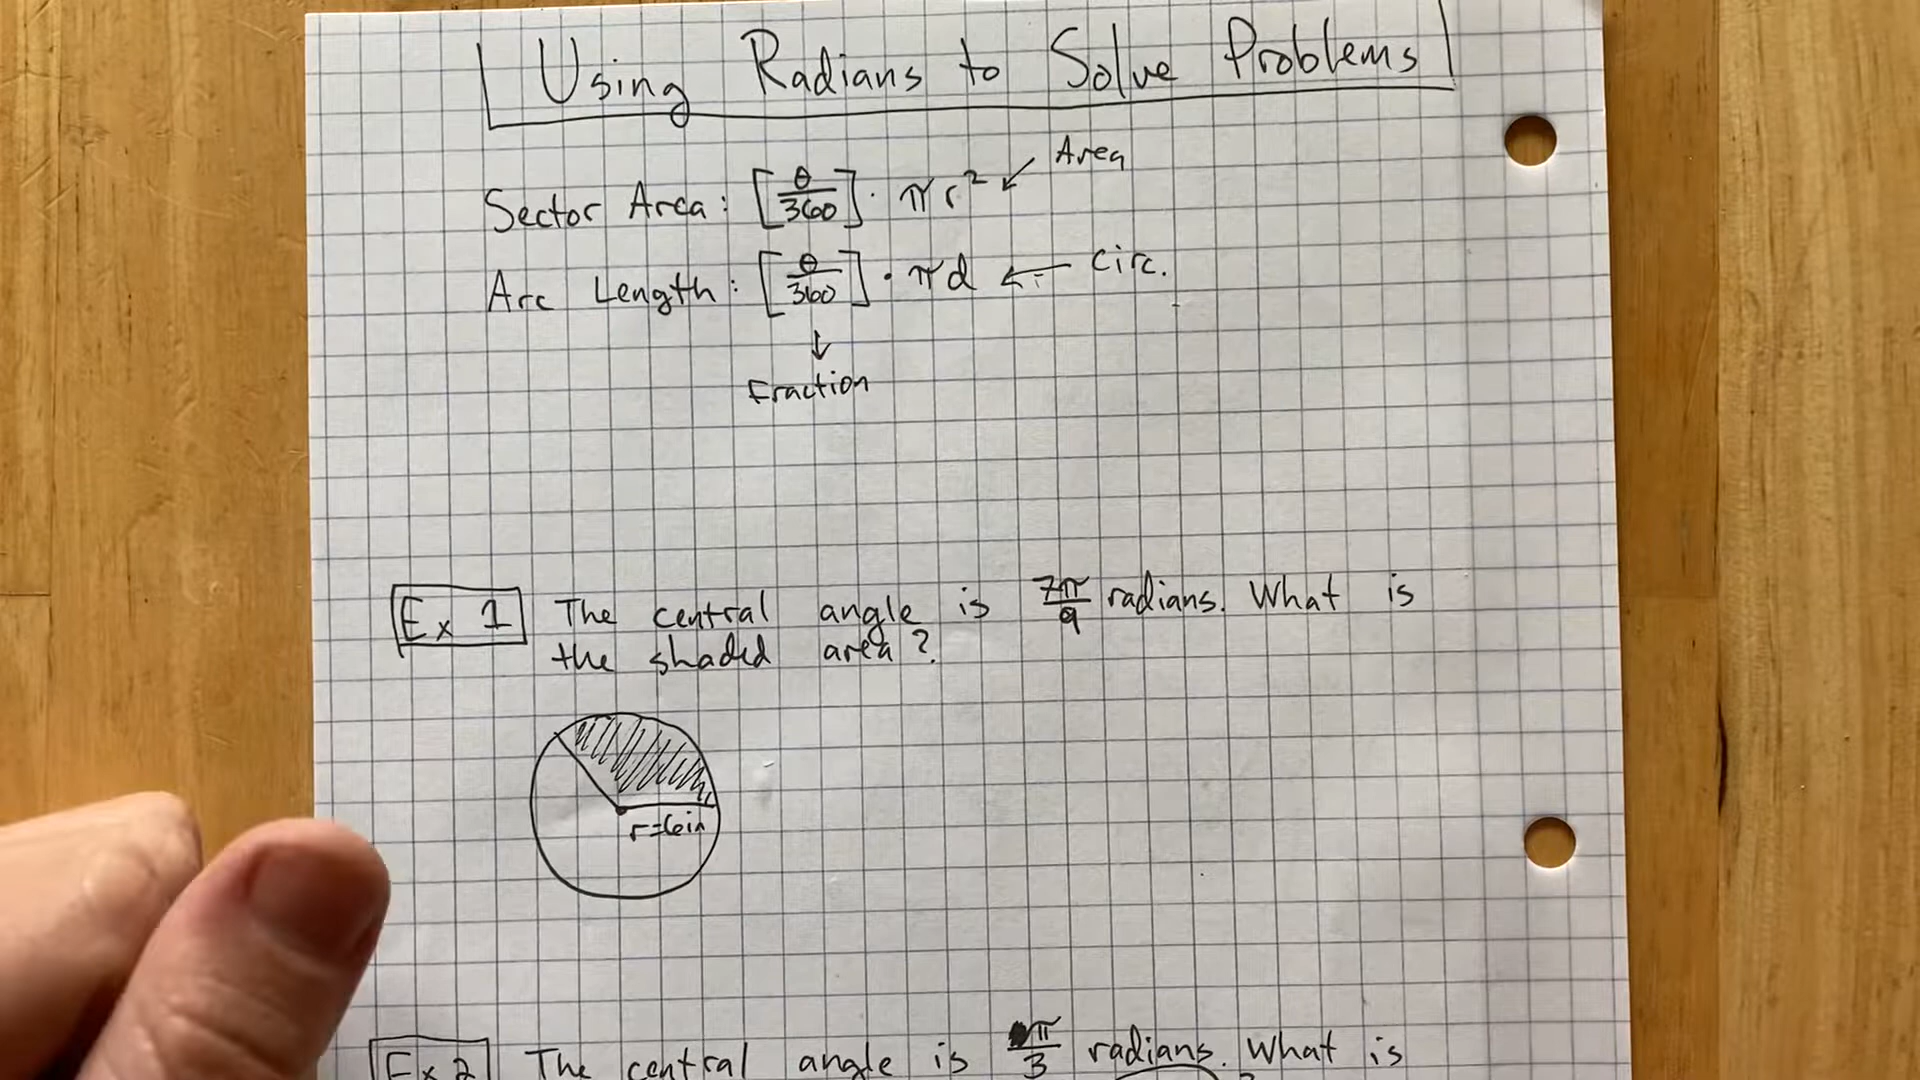 Using Radians to Solve Problems
Sector Area: [θ/360] · πr² ↙ Area
Arc Length: [θ/360] · πd ← Circ.
↓
Fraction
Ex 1 The central angle is 7π/9 radians. What is
the shaded area?
r=6in
Ex 2 The central angle is π/3 radians. What is